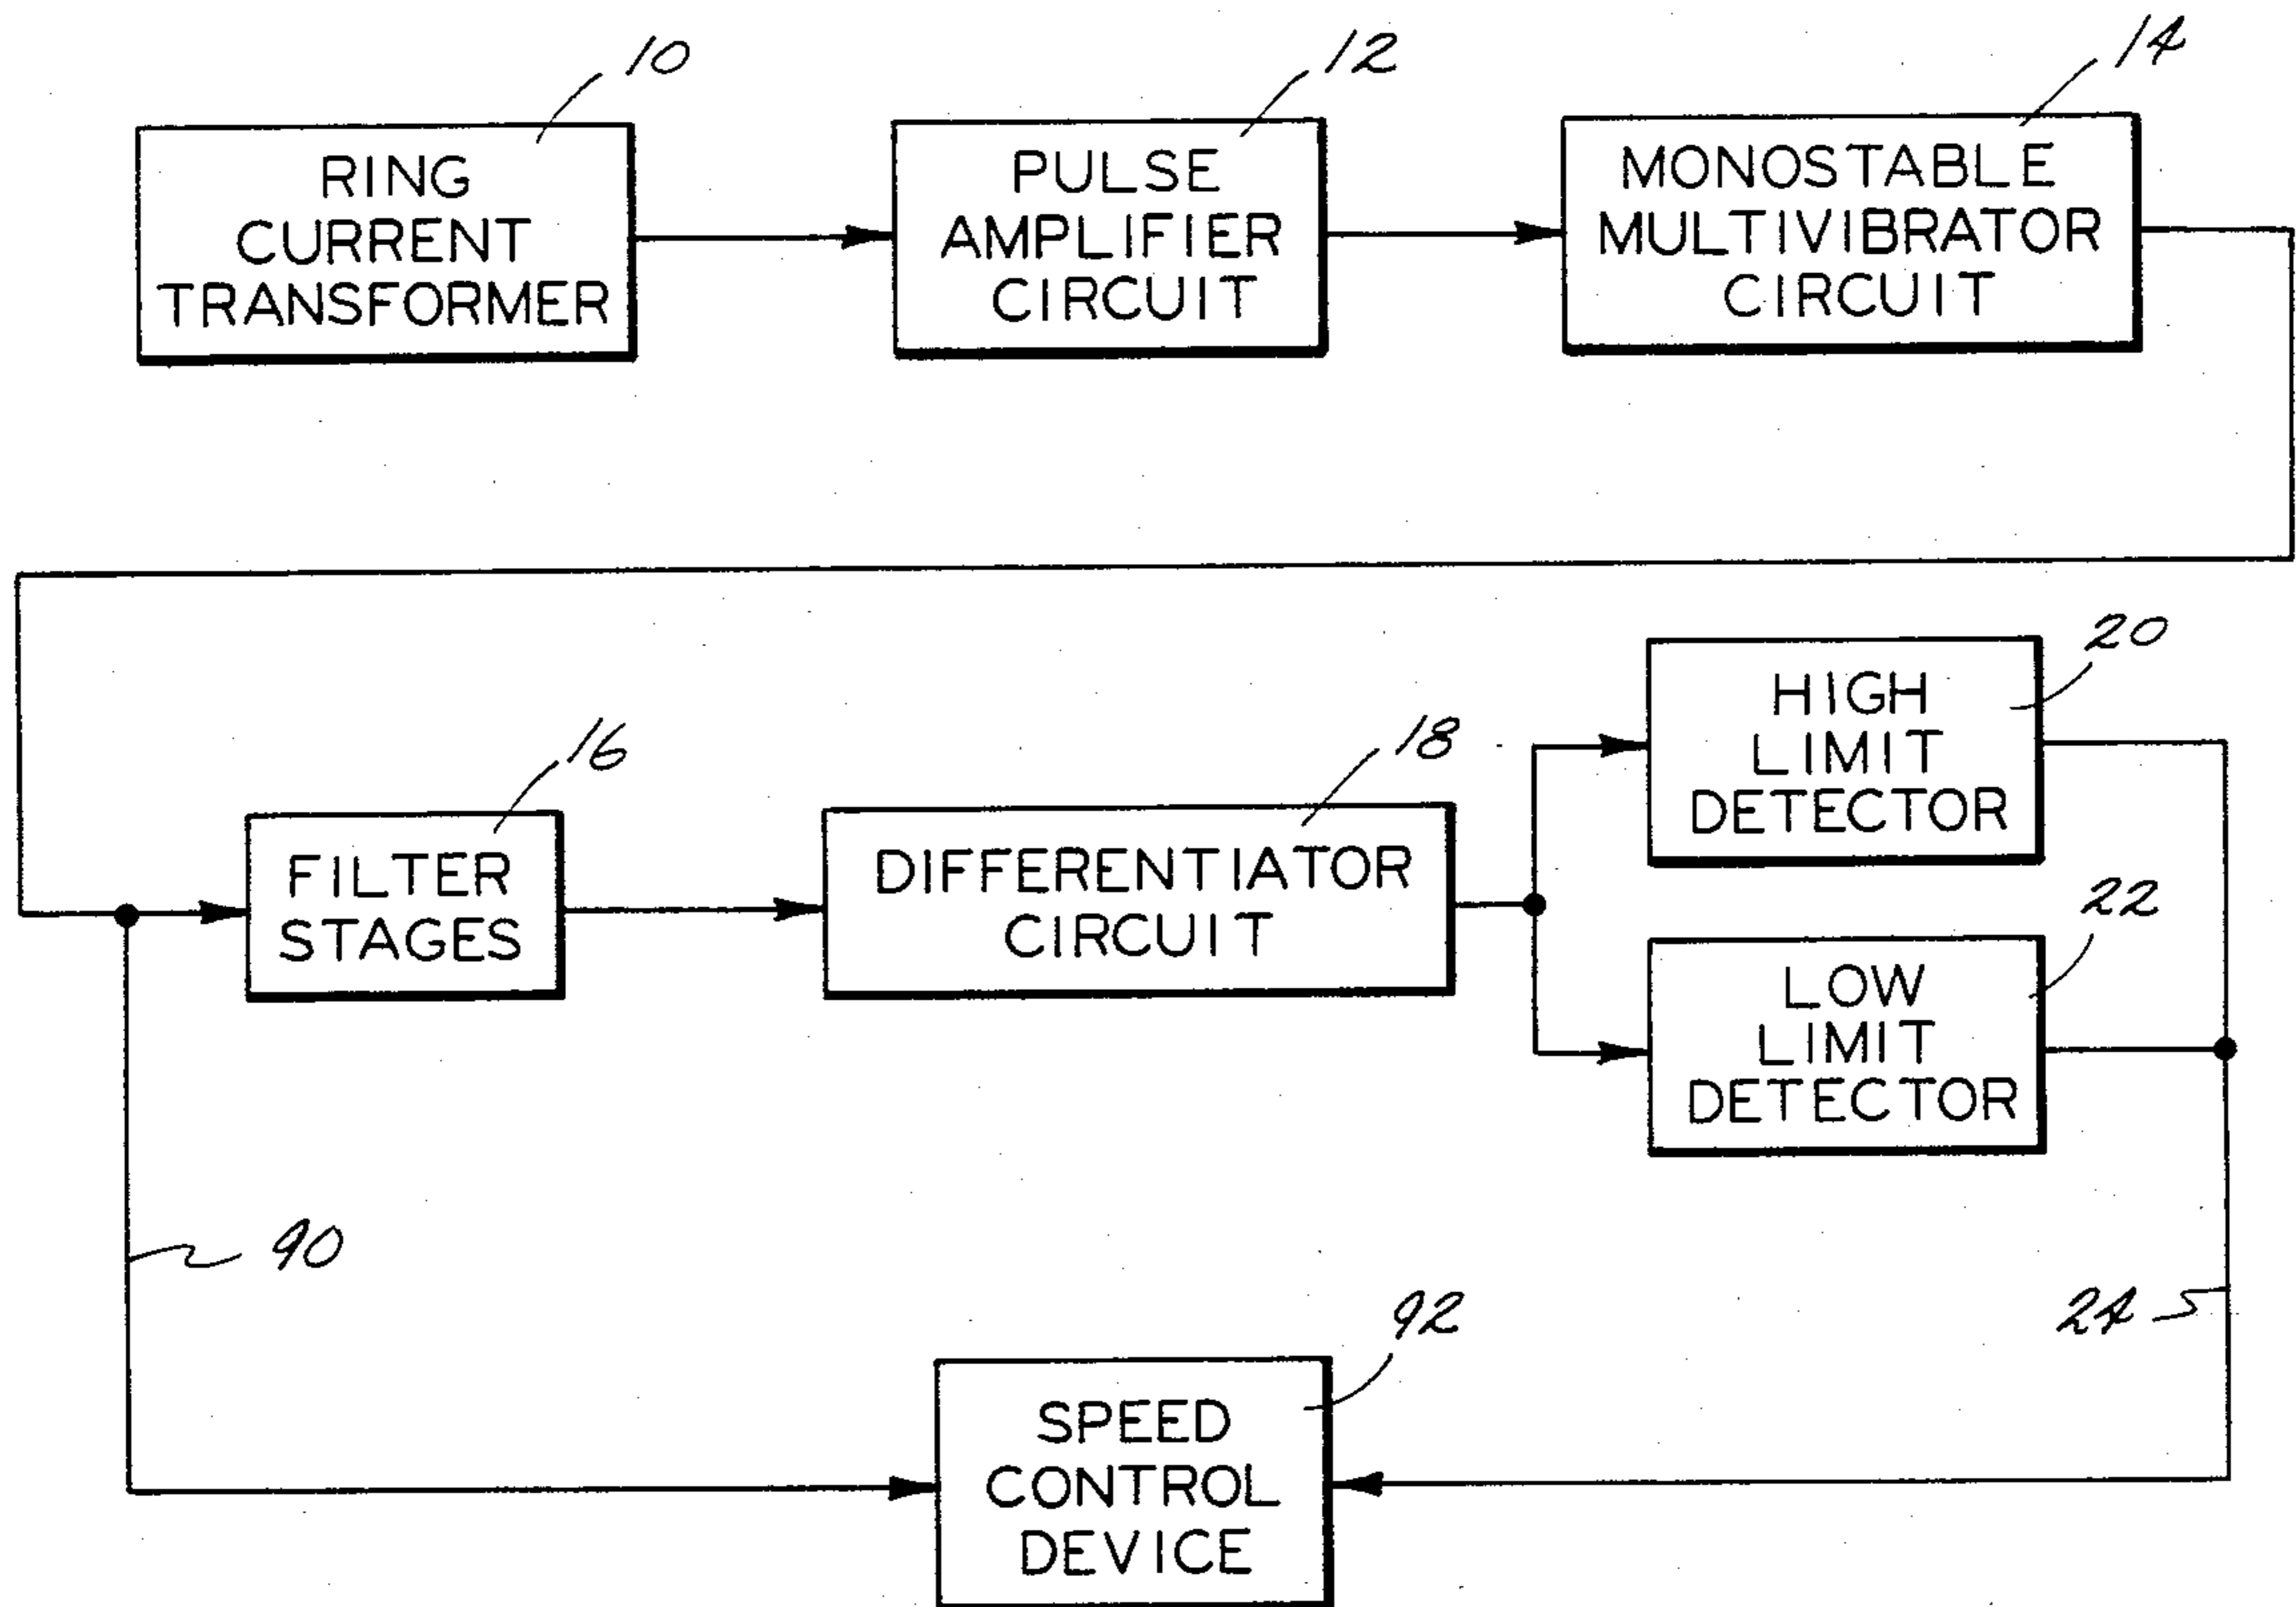 10
RING
CURRENT
TRANSFORMER
12
PULSE
AMPLIFIER
CIRCUIT
14
MONOSTABLE
MULTIVIBRATOR
CIRCUIT
16
FILTER
STAGES
18
DIFFERENTIATOR
CIRCUIT
20
HIGH
LIMIT
DETECTOR
22
LOW
LIMIT
DETECTOR
90
24
92
SPEED
CONTROL
DEVICE